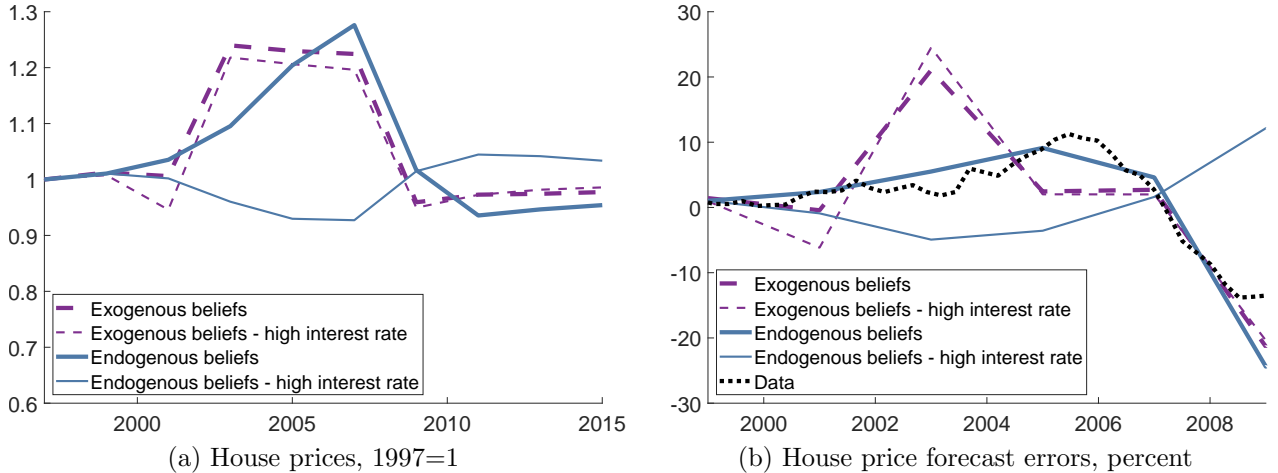 1.3
1.2
1.1
1
0.9
0.8
0.7
0.6
2000
2005
2010
2015
Exogenous beliefs
Exogenous beliefs - high interest rate
Endogenous beliefs
Endogenous beliefs - high interest rate
(a) House prices, 1997=1
30
20
10
0
-10
-20
-30
2000
2002
2004
2006
2008
Exogenous beliefs
Exogenous beliefs - high interest rate
Endogenous beliefs
Endogenous beliefs - high interest rate
Data
(b) House price forecast errors, percent